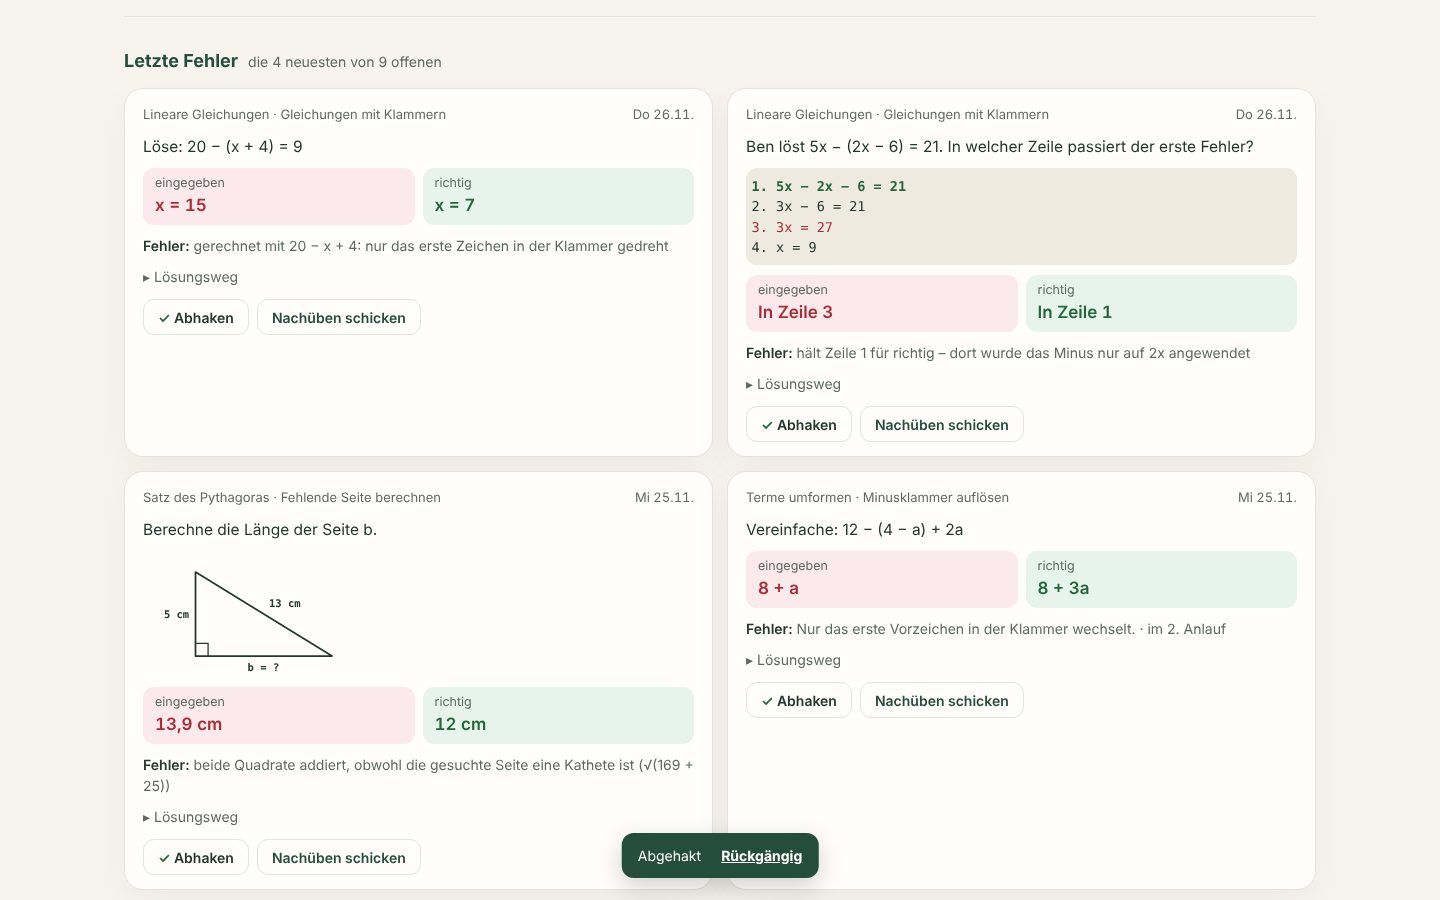 Letzte Fehler die 4 neuesten von 9 offenen
Lineare Gleichungen · Gleichungen mit Klammern Do 26.11.
Löse: 20 − (x + 4) = 9
eingegeben
x = 15
richtig
x = 7
Fehler: gerechnet mit 20 − x + 4: nur das erste Zeichen in der Klammer gedreht
▸ Lösungsweg
✓ Abhaken Nachüben schicken
Lineare Gleichungen · Gleichungen mit Klammern Do 26.11.
Ben löst 5x − (2x − 6) = 21. In welcher Zeile passiert der erste Fehler?
1. 5x − 2x − 6 = 21
2. 3x − 6 = 21
3. 3x = 27
4. x = 9
eingegeben
In Zeile 3
richtig
In Zeile 1
Fehler: hält Zeile 1 für richtig – dort wurde das Minus nur auf 2x angewendet
▸ Lösungsweg
✓ Abhaken Nachüben schicken
Satz des Pythagoras · Fehlende Seite berechnen Mi 25.11.
Berechne die Länge der Seite b.
13 cm
5 cm
b = ?
eingegeben
13,9 cm
richtig
12 cm
Fehler: beide Quadrate addiert, obwohl die gesuchte Seite eine Kathete ist (√(169 +
25))
▸ Lösungsweg
✓ Abhaken Nachüben schicken
Terme umformen · Minusklammer auflösen Mi 25.11.
Vereinfache: 12 − (4 − a) + 2a
eingegeben
8 + a
richtig
8 + 3a
Fehler: Nur das erste Vorzeichen in der Klammer wechselt. · im 2. Anlauf
▸ Lösungsweg
✓ Abhaken Nachüben schicken
Abgehakt Rückgängig